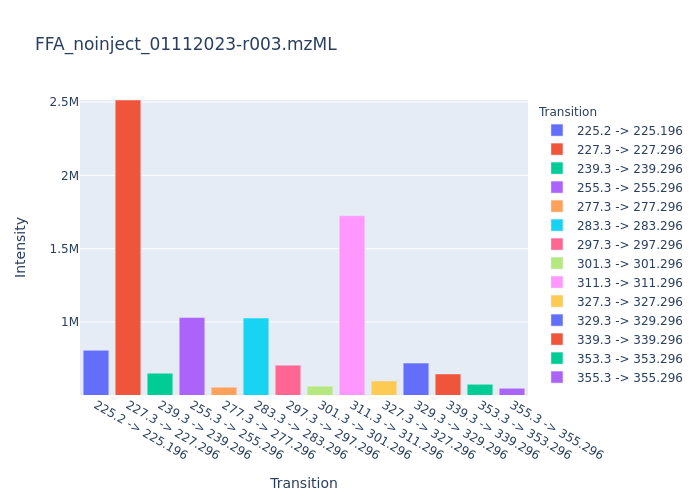 FFA_noinject_01112023-r003.mzML
2.5M
2M
1.5M
1M
Intensity
225.2 -> 225.196
227.3 -> 227.296
239.3 -> 239.296
255.3 -> 255.296
277.3 -> 277.296
283.3 -> 283.296
297.3 -> 297.296
301.3 -> 301.296
311.3 -> 311.296
327.3 -> 327.296
329.3 -> 329.296
339.3 -> 339.296
353.3 -> 353.296
355.3 -> 355.296
Transition
Transition
225.2 -> 225.196
227.3 -> 227.296
239.3 -> 239.296
255.3 -> 255.296
277.3 -> 277.296
283.3 -> 283.296
297.3 -> 297.296
301.3 -> 301.296
311.3 -> 311.296
327.3 -> 327.296
329.3 -> 329.296
339.3 -> 339.296
353.3 -> 353.296
355.3 -> 355.296